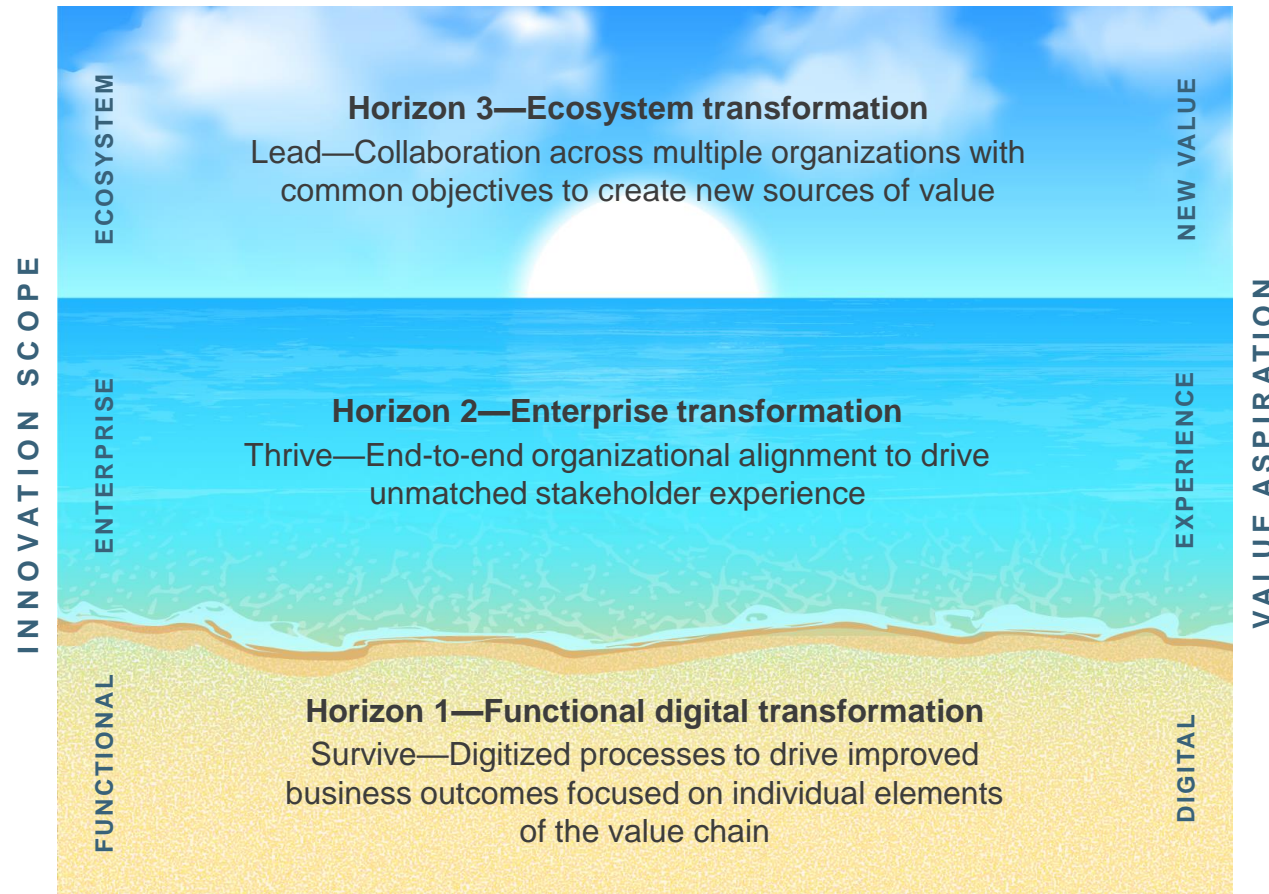 INNOVATION SCOPE
ECOSYSTEM
Horizon 3—Ecosystem transformation
Lead—Collaboration across multiple organizations with
common objectives to create new sources of value
NEW VALUE
ENTERPRISE
Horizon 2—Enterprise transformation
Thrive—End-to-end organizational alignment to drive
unmatched stakeholder experience
EXPERIENCE
FUNCTIONAL
Horizon 1—Functional digital transformation
Survive—Digitized processes to drive improved
business outcomes focused on individual elements
of the value chain
DIGITAL
VALUE ASPIRATION